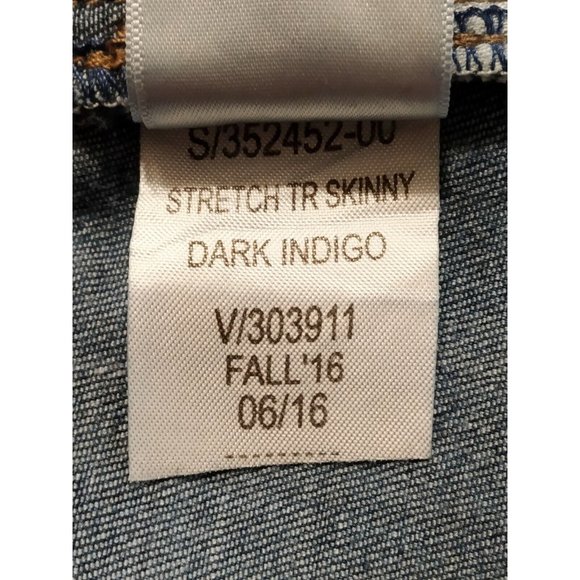 S/352452-00
STRETCH TR SKINNY
DARK INDIGO
V/303911
FALL'16
06/16